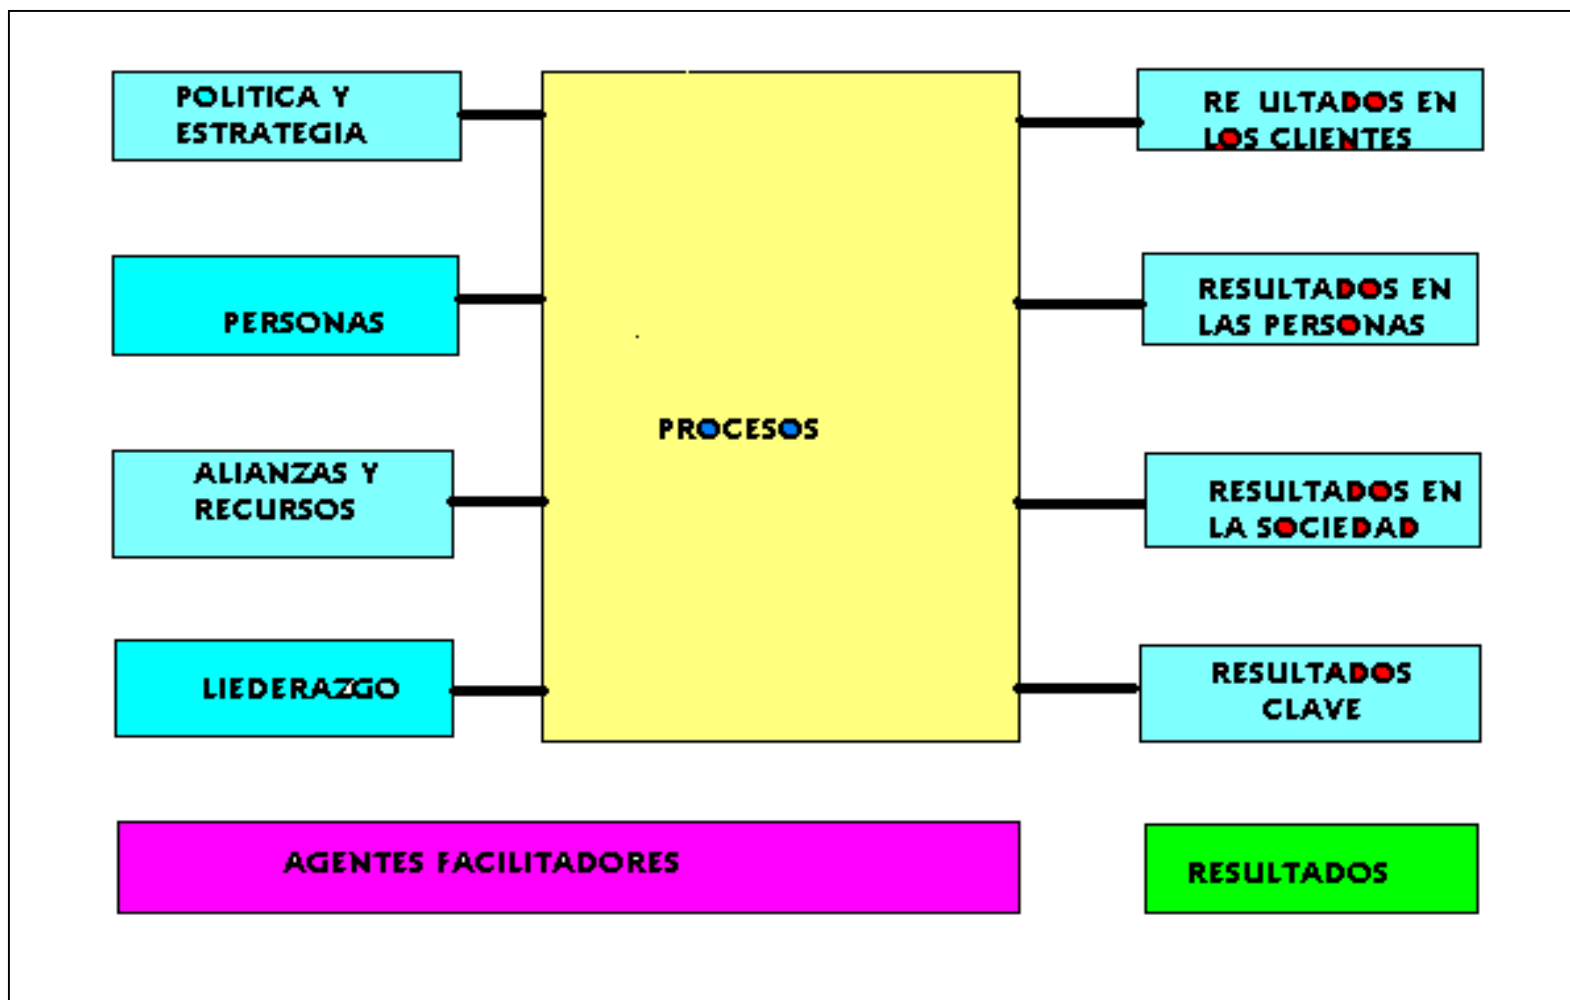 POLITICA Y
ESTRATEGIA
PERSONAS
ALIANZAS Y
RECURSOS
LIEDERAZGO
PROCESOS
RE ULTADOS EN
LOS CLIENTES
RESULTADOS EN
LAS PERSONAS
RESULTADOS EN
LA SOCIEDAD
RESULTADOS
CLAVE
AGENTES FACILITADORES
RESULTADOS